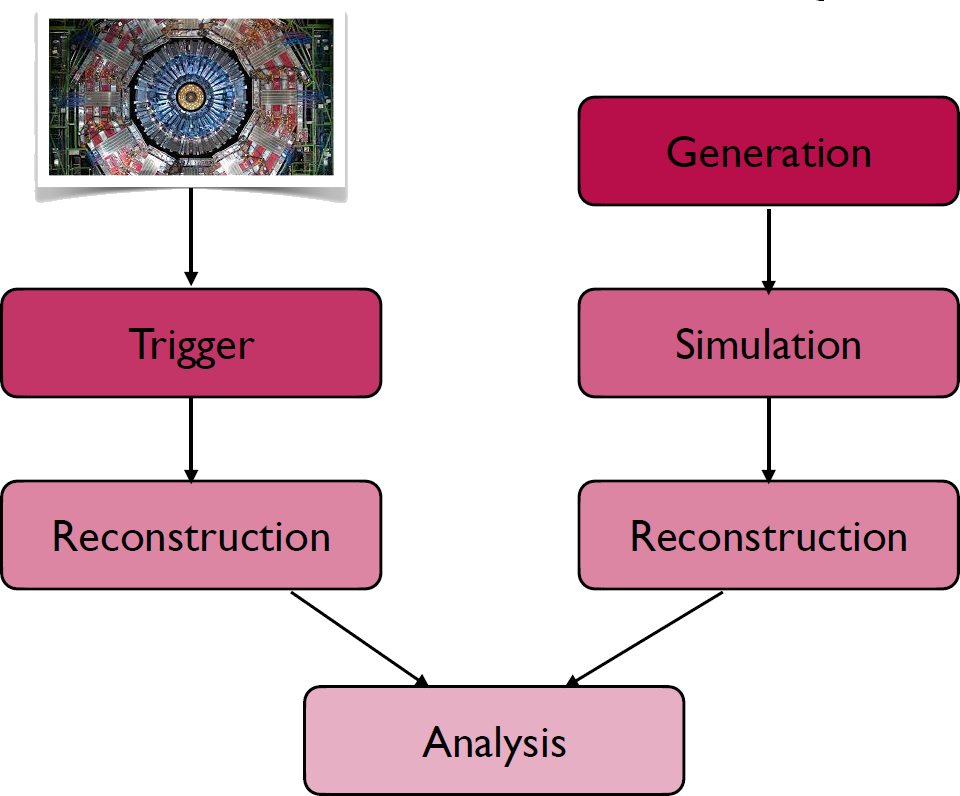 Generation
Trigger
Simulation
Reconstruction
Reconstruction
Analysis